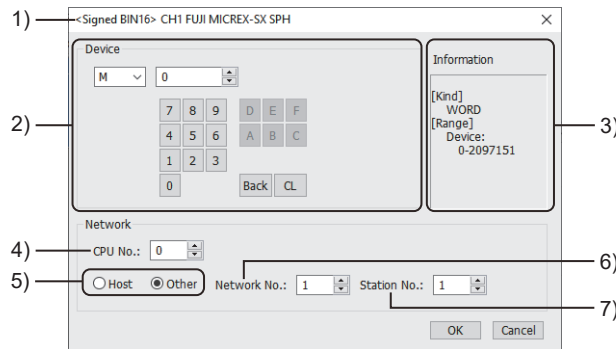 1) <Signed BIN16> CH1 FUJI MICREX-SX SPH
Device
Information
M 0
[Kind]
WORD
[Range]
Device:
0-2097151
7 8 9 D E F
2) 4 5 6 A B C 3)
1 2 3
0 Back CL
Network
4) CPU No.: 0
5) Host Other Network No.: 1 Station No.: 1 6)
7)
OK Cancel